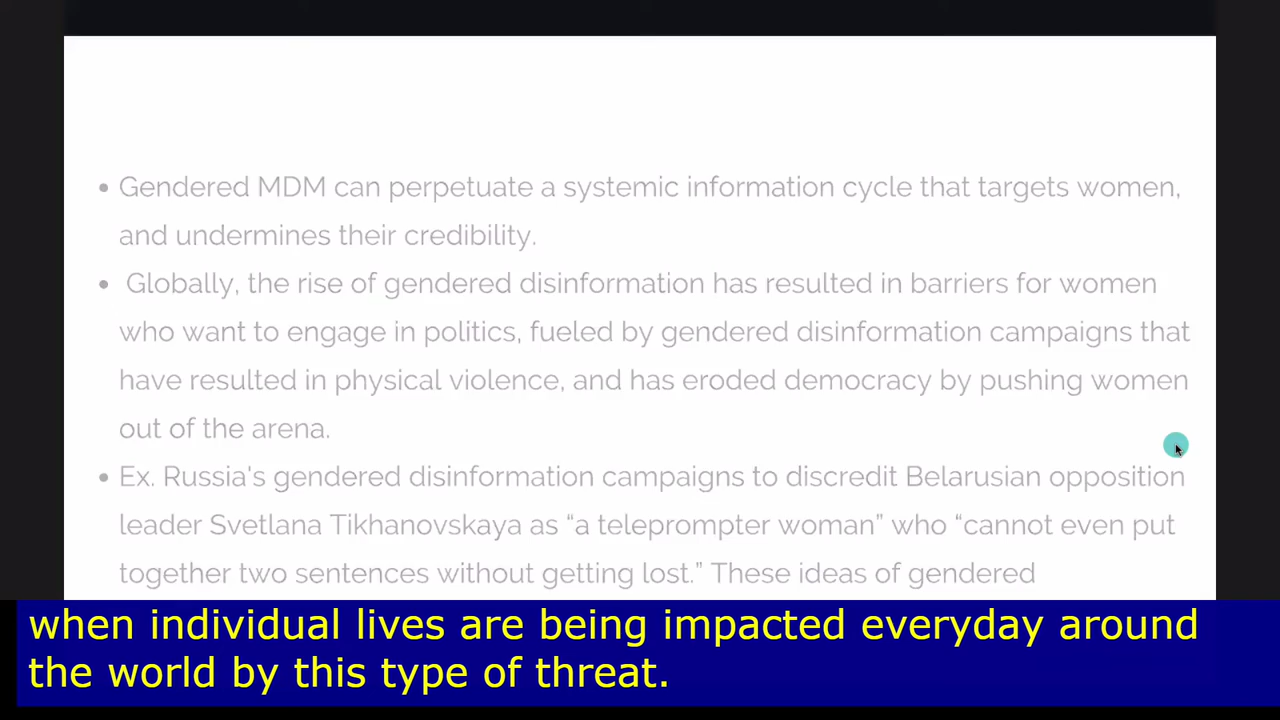 • Gendered MDM can perpetuate a systemic information cycle that targets women,
and undermines their credibility.
• Globally, the rise of gendered disinformation has resulted in barriers for women
who want to engage in politics, fueled by gendered disinformation campaigns that
have resulted in physical violence, and has eroded democracy by pushing women
out of the arena.
• Ex. Russia's gendered disinformation campaigns to discredit Belarusian opposition
leader Svetlana Tikhanovskaya as “a teleprompter woman” who “cannot even put
together two sentences without getting lost.” These ideas of gendered
when individual lives are being impacted everyday around
the world by this type of threat.